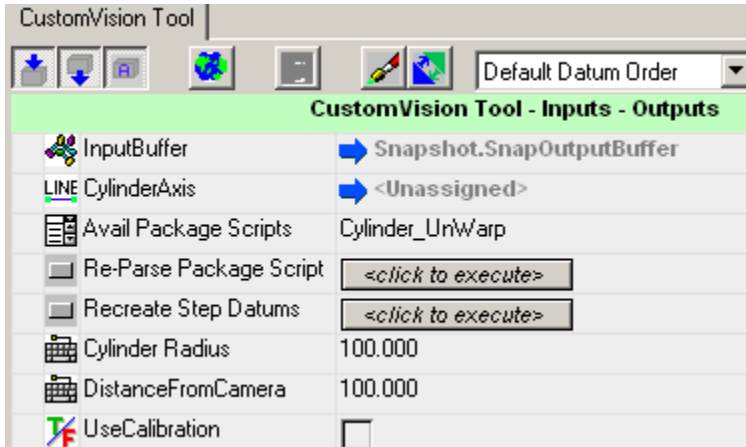 CustomVision Tool
A
Default Datum Order
CustomVision Tool - Inputs - Outputs
InputBuffer Snapshot.SnapOutputBuffer
LINE CylinderAxis <Unassigned>
Avail Package Scripts Cylinder_UnWarp
Re-Parse Package Script <click to execute>
Recreate Step Datums <click to execute>
Cylinder Radius 100.000
DistanceFromCamera 100.000
T/F UseCalibration